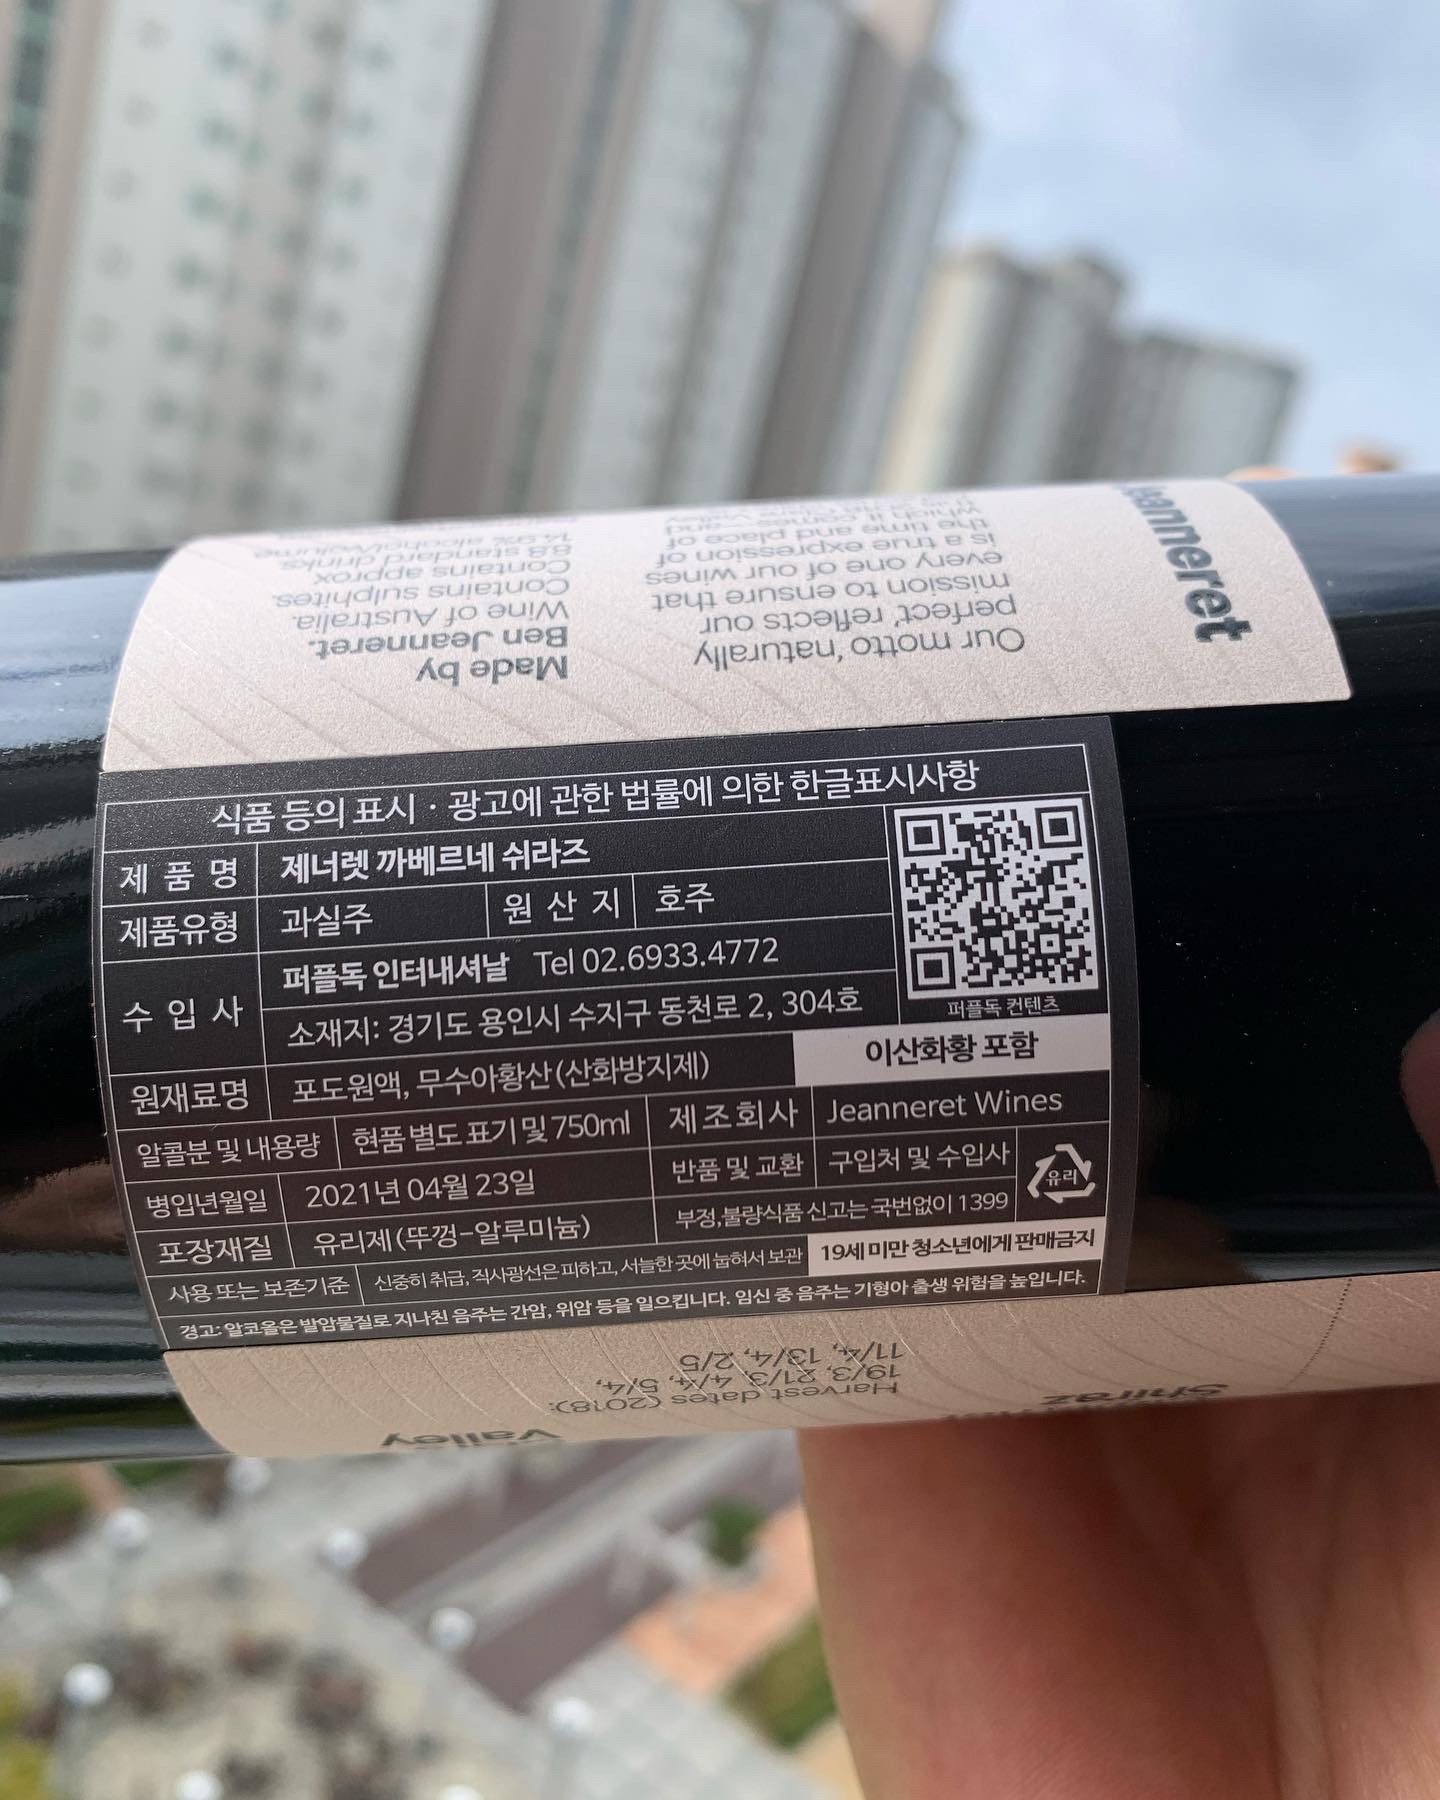 Jeanneret
Our motto 'naturally
perfect' reflects our
mission to ensure that
every one of our wines
is a true expression of
the time and place of
which it comes
Made by
Ben Jeanneret.
Wine of Australia.
Contains sulphites.
Contains approx
8.8 standard drinks.
14.9% alcohol/volume
식품 등의 표시 · 광고에 관한 법률에 의한 한글표시사항
제 품 명 제너렛 까베르네 쉬라즈
제품유형 과실주 원 산 지 호주
수 입 사 퍼플독 인터내셔날 Tel 02.6933.4772
소재지: 경기도 용인시 수지구 동천로 2, 304호
퍼플독 컨텐츠
원재료명 포도원액, 무수아황산(산화방지제) 이산화황 포함
알콜분 및 내용량 현품 별도 표기 및 750ml 제조회사 Jeanneret Wines
병입년월일 2021년 04월 23일 반품 및 교환 구입처 및 수입사
유리
포장재질 유리제(뚜껑-알루미늄) 부정,불량식품 신고는 국번없이 1399
사용 또는 보존기준 신중히 취급, 직사광선은 피하고, 서늘한 곳에 눕혀서 보관 19세 미만 청소년에게 판매금지
경고: 알코올은 발암물질로 지나친 음주는 간암, 위암 등을 일으킵니다. 임신 중 음주는 기형아 출생 위험을 높입니다.
Shiraz
Valley
Harvest dates (2018):
19/3, 21/3, 4/4, 5/4,
11/4, 13/4, 2/5